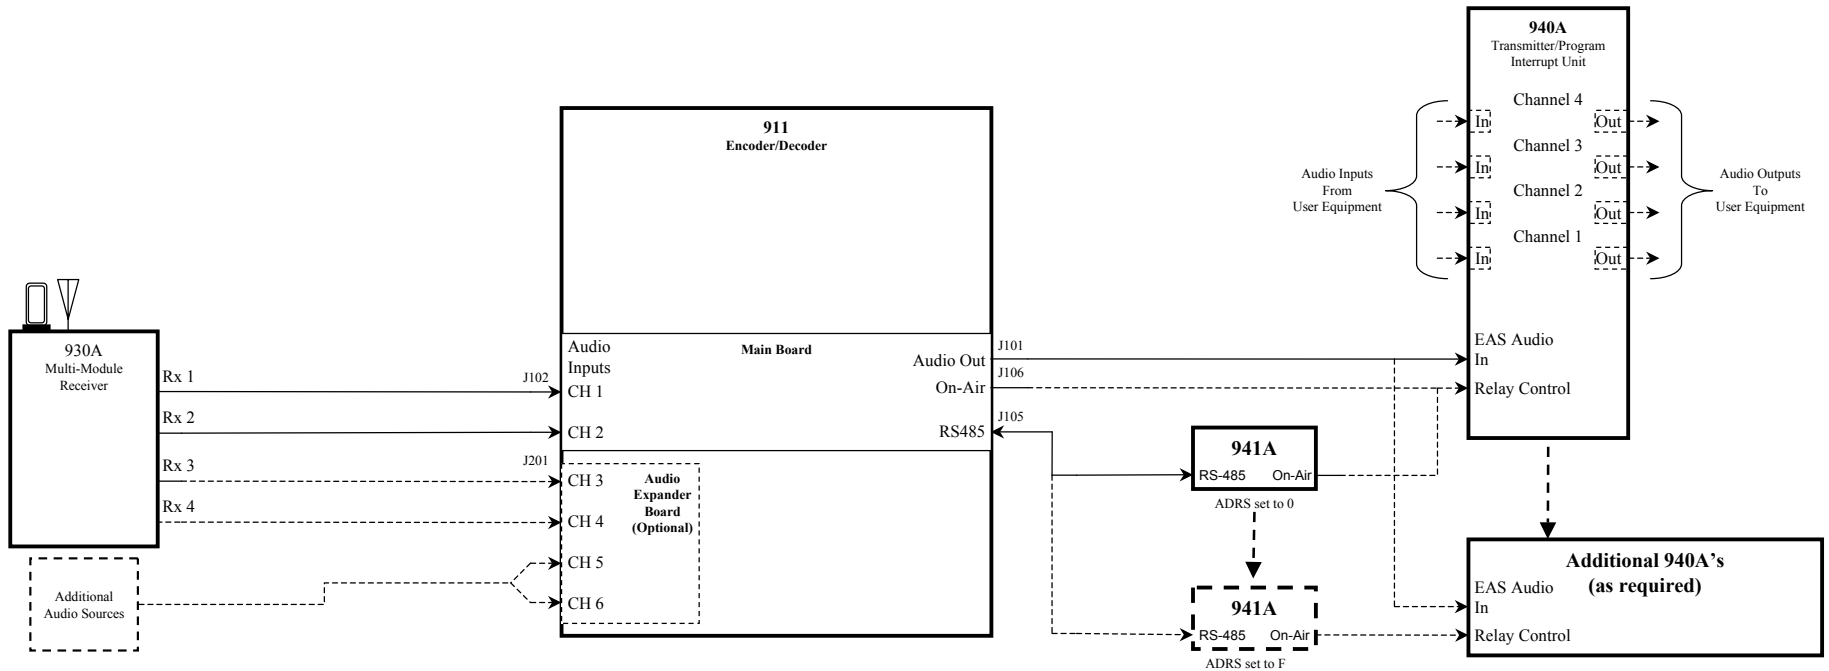 930A
Multi-Module
Receiver
Rx 1
Rx 2
Rx 3
Rx 4
Additional
Audio Sources
911
Encoder/Decoder
Main Board
Audio
Inputs
J102
CH 1
CH 2
J201
CH 3
CH 4
CH 5
CH 6
Audio
Expander
Board
(Optional)
Audio Out
On-Air
RS485
J101
J106
J105
941A
RS-485 On-Air
ADRS set to 0
941A
RS-485 On-Air
ADRS set to F
Audio Inputs
From
User Equipment
940A
Transmitter/Program
Interrupt Unit
Channel 4
In Out
Channel 3
In Out
Channel 2
In Out
Channel 1
In Out
EAS Audio
In
Relay Control
Audio Outputs
To
User Equipment
Additional 940A's
(as required)
EAS Audio
In
Relay Control